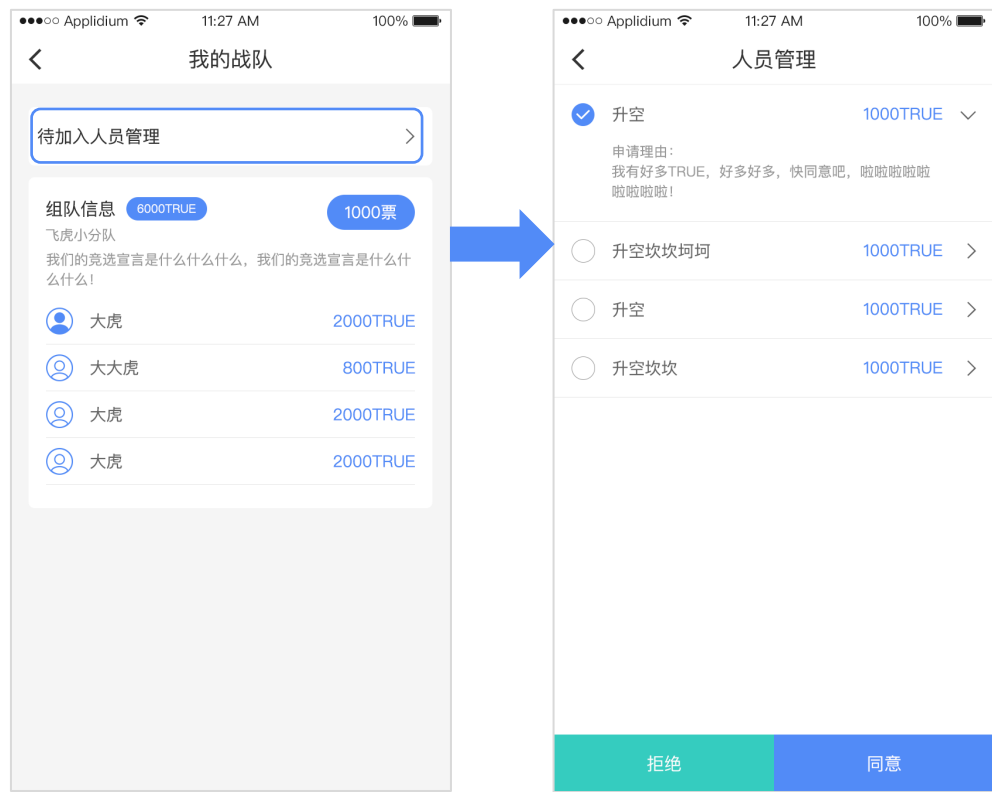 ●●●○○ Applidium 11:27 AM 100%
我的战队
待加入人员管理
组队信息 6000TRUE 1000票
飞虎小分队
我们的竞选宣言是什么什么什么，我们的竞选宣言是什么什
么什么！
大虎 2000TRUE
大大虎 800TRUE
大虎 2000TRUE
大虎 2000TRUE
●●●○○ Applidium 11:27 AM 100%
人员管理
升空 1000TRUE
申请理由：
我有好多TRUE，好多好多，快同意吧，啦啦啦啦啦
啦啦啦啦！
升空坎坎坷坷 1000TRUE
升空 1000TRUE
升空坎坎 1000TRUE
拒绝 同意